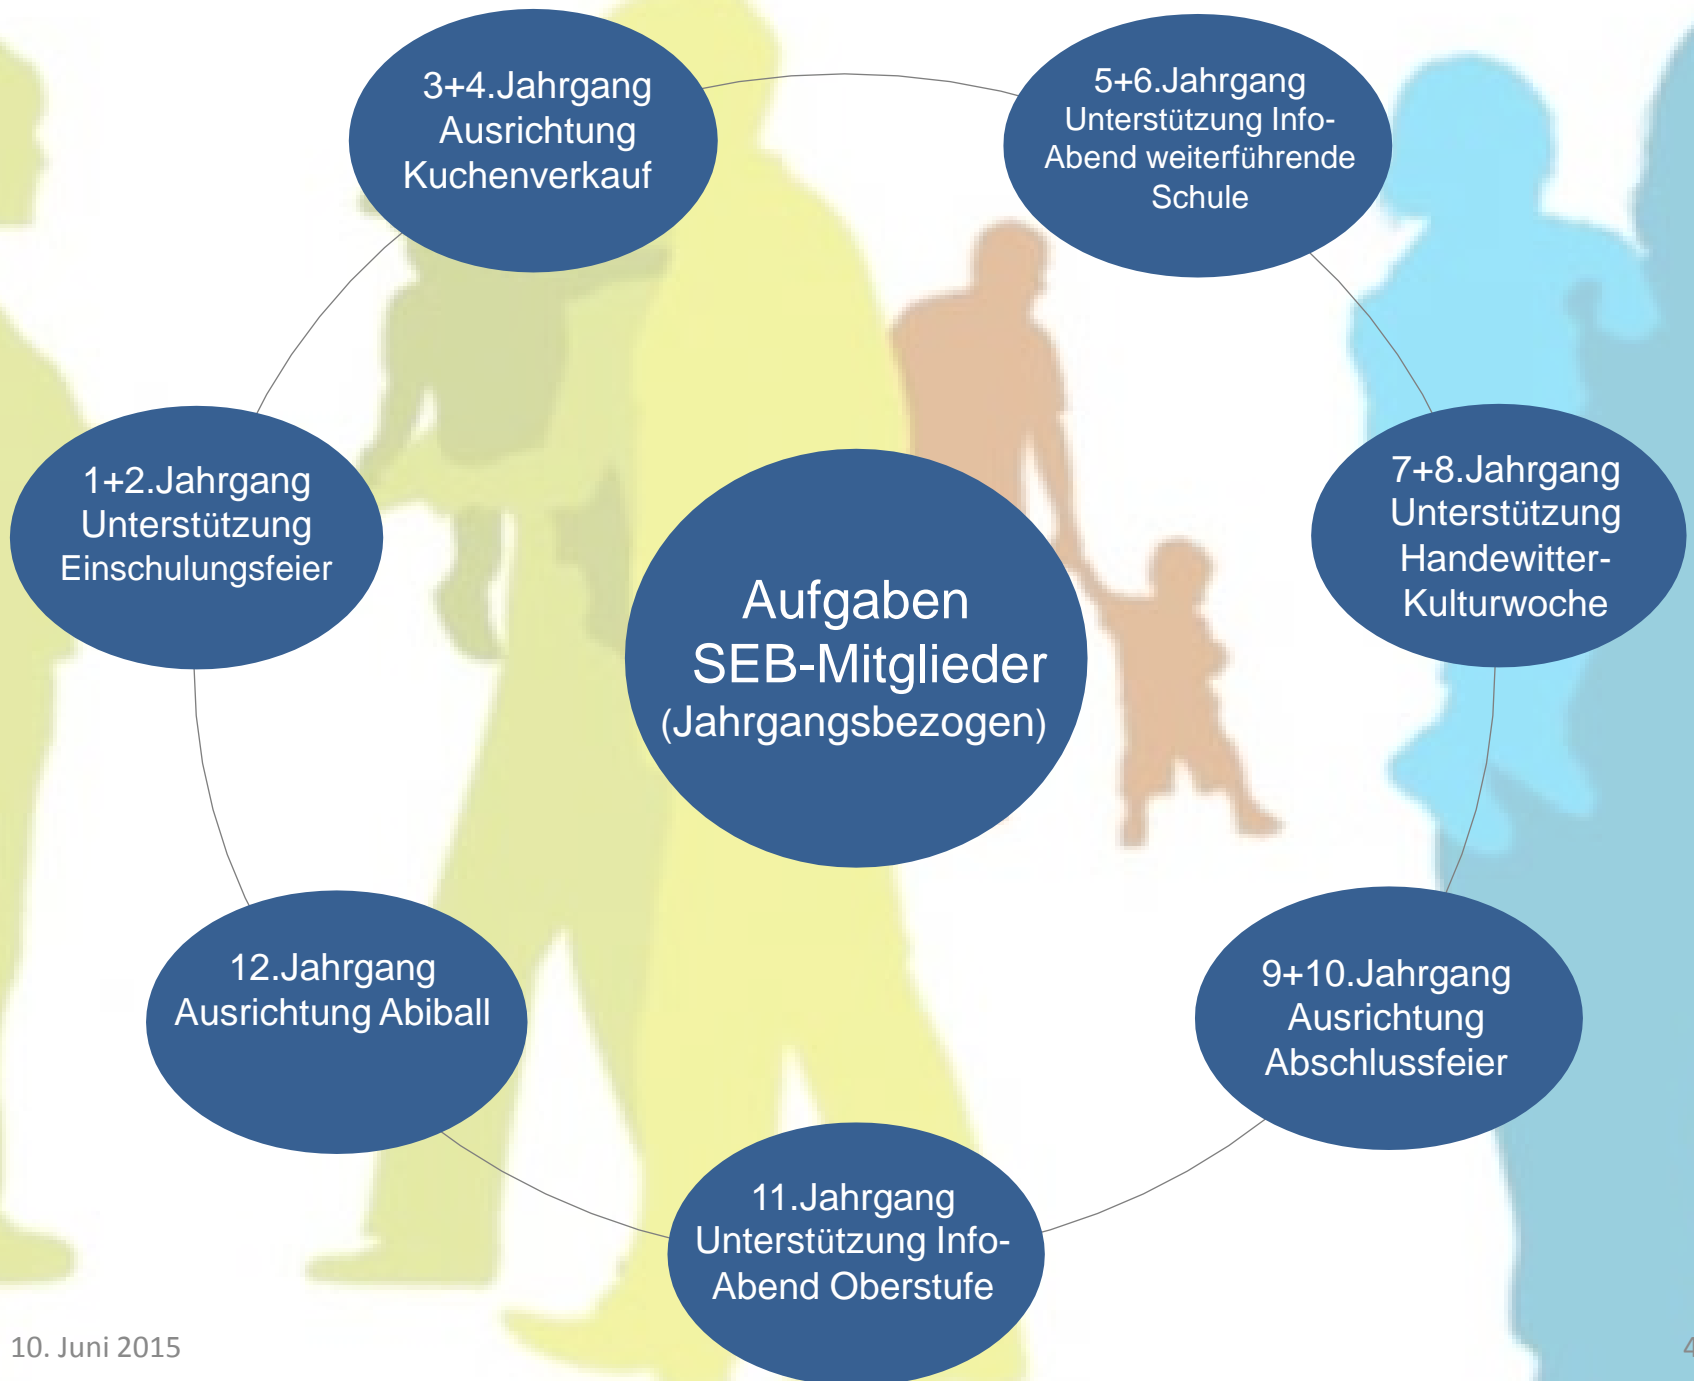 3+4.Jahrgang
Ausrichtung
Kuchenverkauf
5+6.Jahrgang
Unterstützung Info-
Abend weiterführende
Schule
1+2.Jahrgang
Unterstützung
Einschulungsfeier
7+8.Jahrgang
Unterstützung
Handewitter-
Kulturwoche
Aufgaben
SEB-Mitglieder
(Jahrgangsbezogen)
12.Jahrgang
Ausrichtung Abiball
9+10.Jahrgang
Ausrichtung
Abschlussfeier
11.Jahrgang
Unterstützung Info-
Abend Oberstufe
10. Juni 2015
4